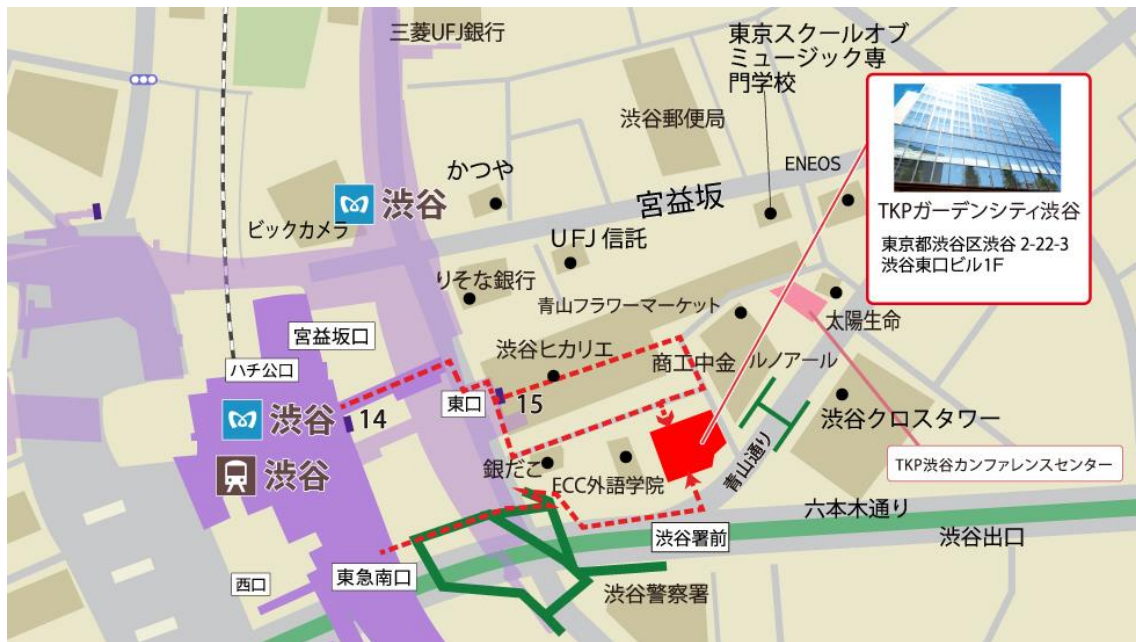 三菱UFJ銀行
東京スクールオブ
ミュージック専
門学校
渋谷郵便局
ENEOS
かつや
宮益坂
渋谷
ビックカメラ
UFJ信託
りそな銀行
青山フラワーマーケット
TKPガーデンシティ渋谷
東京都渋谷区渋谷 2-22-3
渋谷東口ビル1F
太陽生命
宮益坂口
渋谷ヒカリエ
商工中金
ルノアール
ハチ公口
東口
15
14
渋谷
渋谷クロスタワー
銀だこ
ECC外語学院
青山通り
TKP渋谷カンファレンスセンター
渋谷
六本木通り
渋谷署前
渋谷出口
東急南口
西口
渋谷警察署